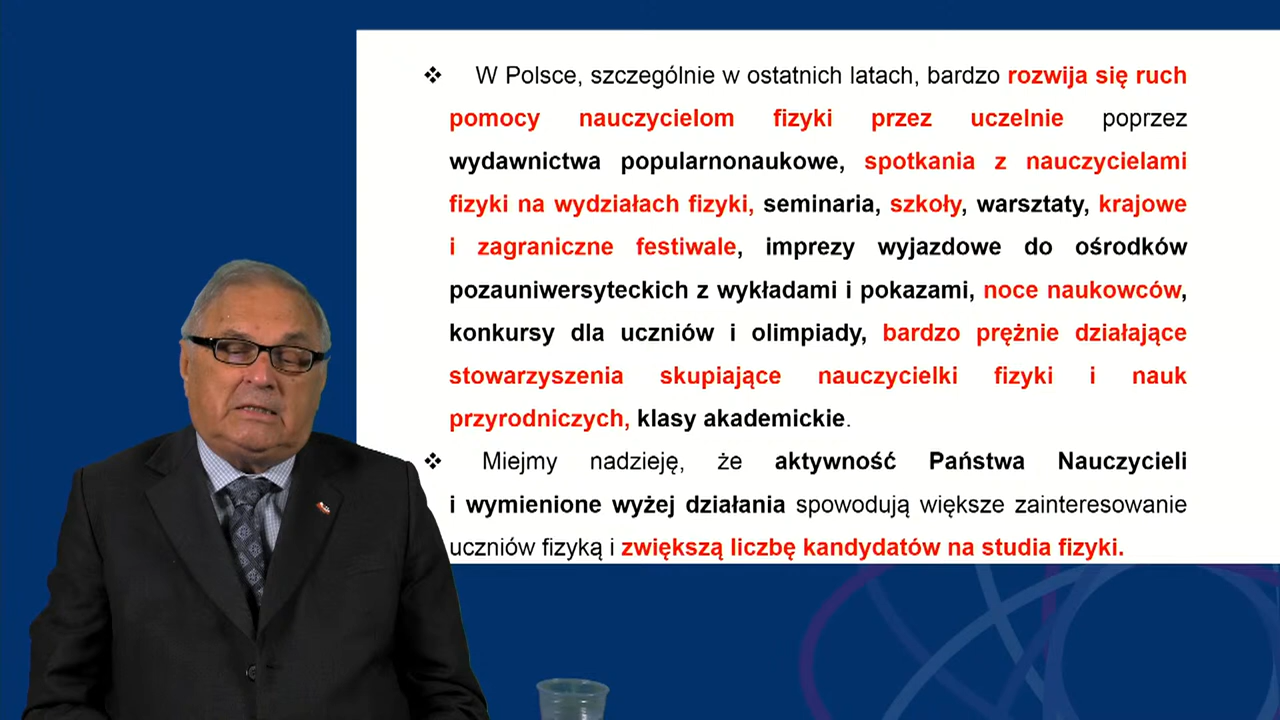 ❖ W Polsce, szczególnie w ostatnich latach, bardzo rozwija się ruch
pomocy nauczycielom fizyki przez uczelnie poprzez
wydawnictwa popularnonaukowe, spotkania z nauczycielami
fizyki na wydziałach fizyki, seminaria, szkoły, warsztaty, krajowe
i zagraniczne festiwale, imprezy wyjazdowe do ośrodków
pozauniwersyteckich z wykładami i pokazami, noce naukowców,
konkursy dla uczniów i olimpiady, bardzo prężnie działające
stowarzyszenia skupiające nauczycielki fizyki i nauk
przyrodniczych, klasy akademickie.
❖ Miejmy nadzieję, że aktywność Państwa Nauczycieli
i wymienione wyżej działania spowodują większe zainteresowanie
uczniów fizyką i zwiększą liczbę kandydatów na studia fizyki.